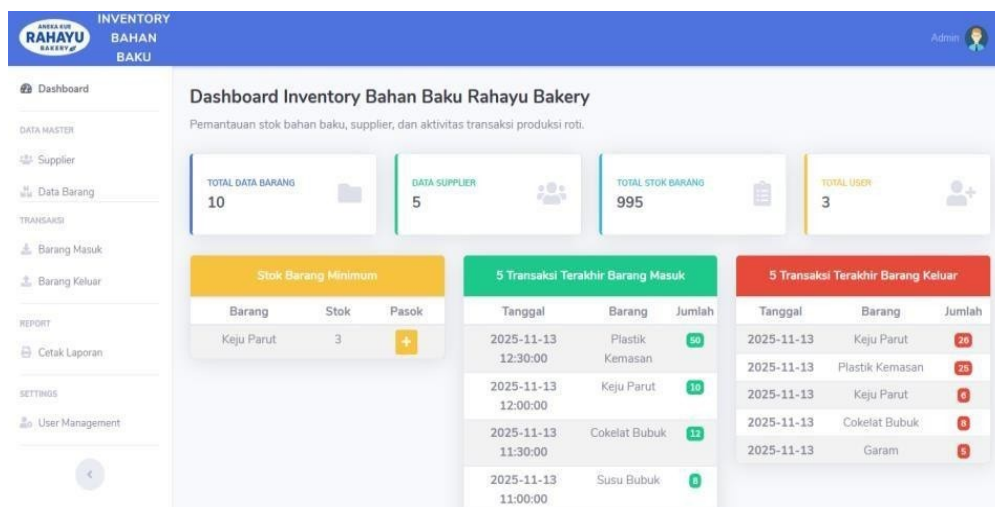 ANEKA KUE
RAHAYU
BAKERY
INVENTORY
BAHAN
BAKU
Admin
Dashboard
DATA MASTER
Supplier
Data Barang
TRANSAKSI
Barang Masuk
Barang Keluar
REPORT
Cetak Laporan
SETTINGS
User Management
Dashboard Inventory Bahan Baku Rahayu Bakery
Pemantauan stok bahan baku, supplier, dan aktivitas transaksi produksi roti.
TOTAL DATA BARANG
10
DATA SUPPLIER
5
TOTAL STOK BARANG
995
TOTAL USER
3
Stok Barang Minimum
Barang Stok Pasok
Keju Parut 3 +
5 Transaksi Terakhir Barang Masuk
Tanggal Barang Jumlah
2025-11-13 Plastik 50
12:30:00 Kemasan
2025-11-13 Keju Parut 10
12:00:00
2025-11-13 Cokelat Bubuk 12
11:30:00
2025-11-13 Susu Bubuk 8
11:00:00
5 Transaksi Terakhir Barang Keluar
Tanggal Barang Jumlah
2025-11-13 Keju Parut 26
2025-11-13 Plastik Kemasan 25
2025-11-13 Keju Parut 6
2025-11-13 Cokelat Bubuk 8
2025-11-13 Garam 5